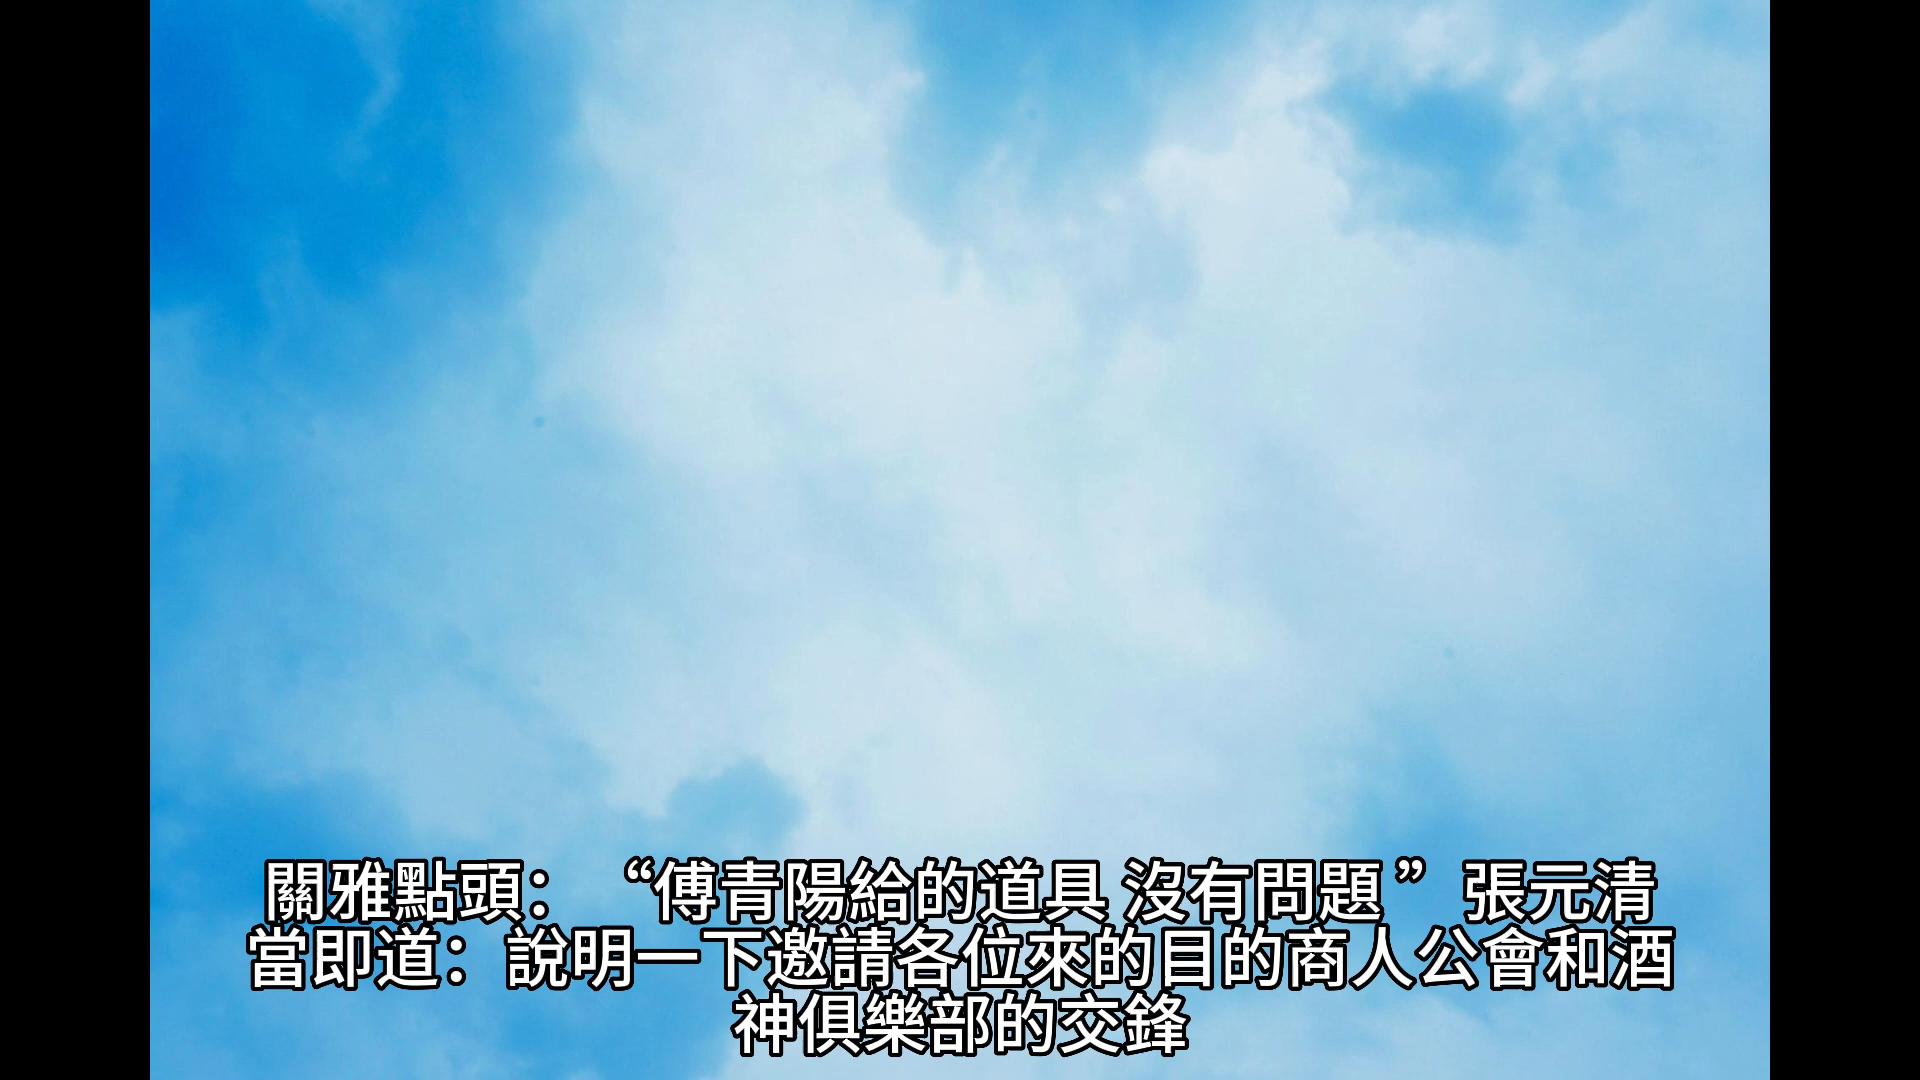 關雅點頭：“傅青陽給的道具 沒有問題 ”張元清
當即道：說明一下邀請各位來的目的商人公會和酒
神俱樂部的交鋒